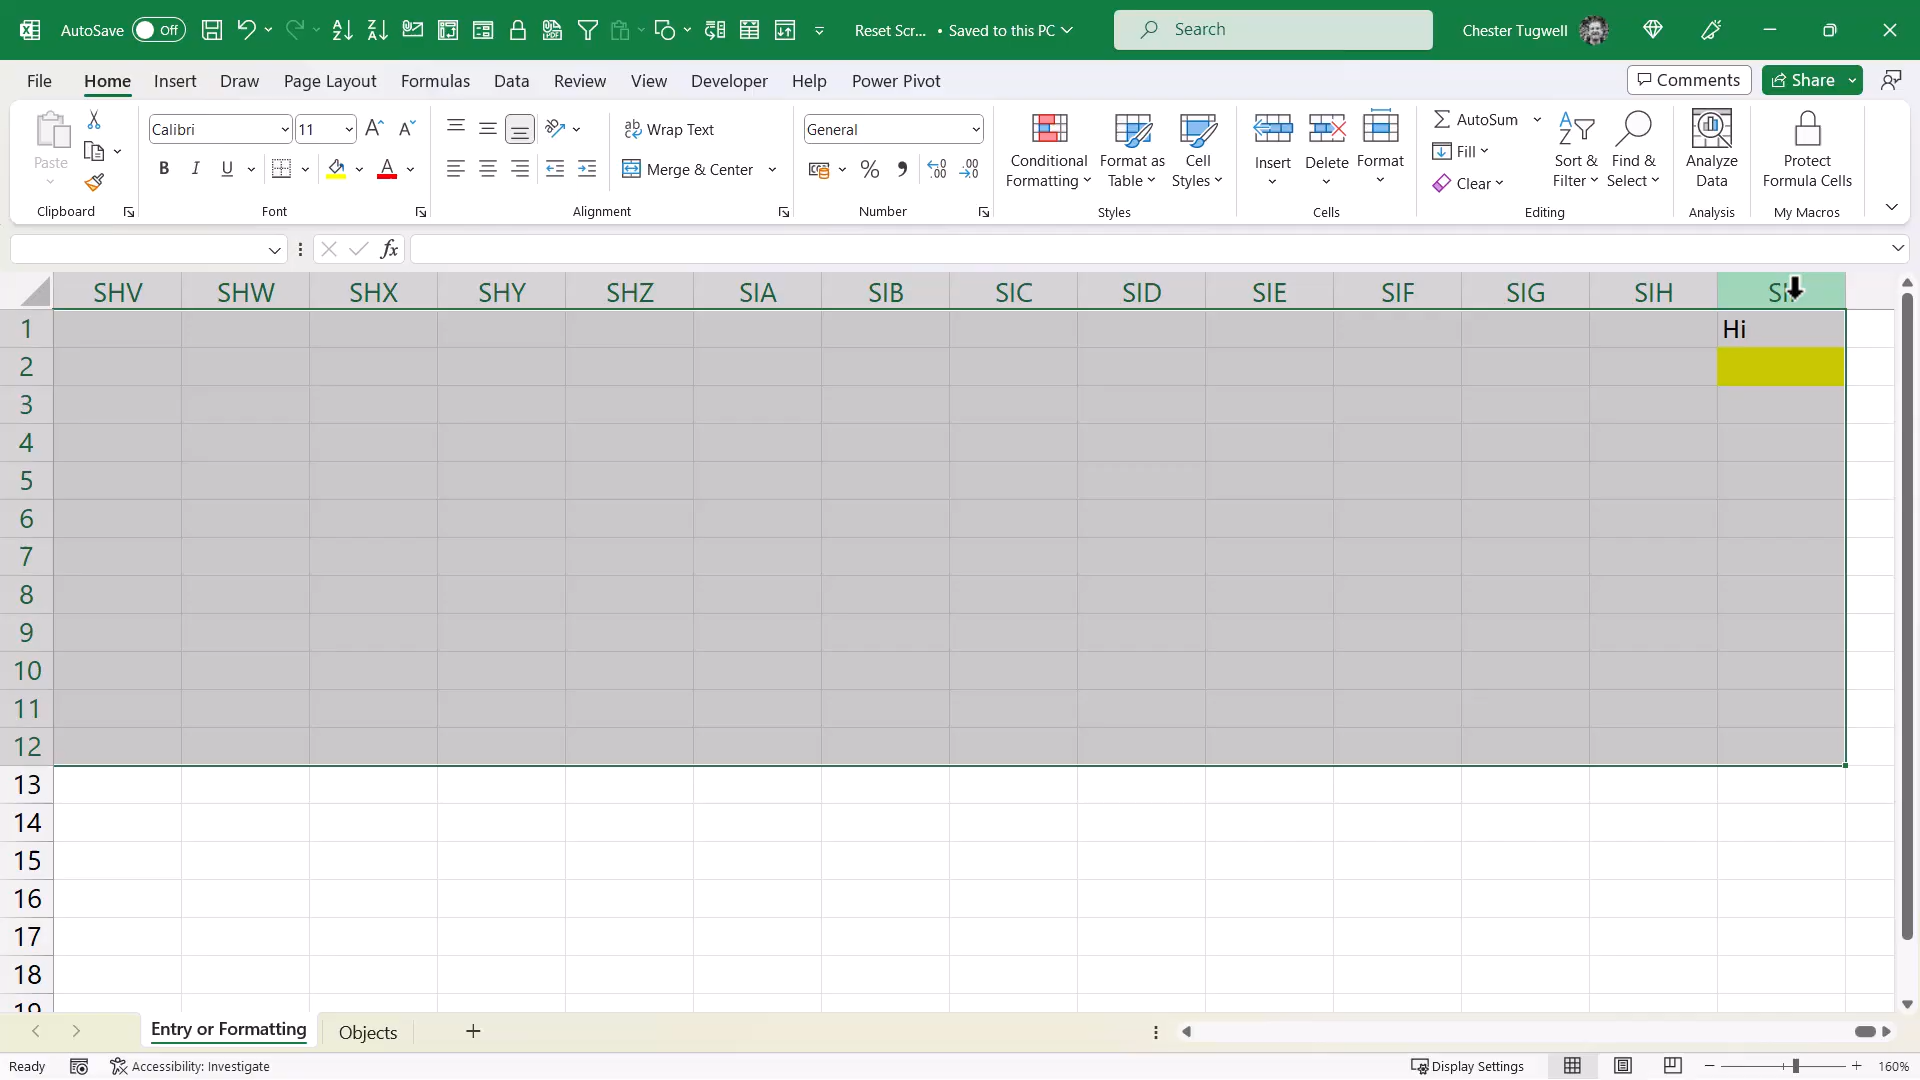 AutoSave Off Reset Scr... • Saved to this PC Search Chester Tugwell
File Home Insert Draw Page Layout Formulas Data Review View Developer Help Power Pivot Comments Share
Paste Calibri 11 B I U Wrap Text Merge & Center General % Conditional Formatting Format as Table Cell Styles Insert Delete Format AutoSum Fill Clear Sort & Filter Find & Select Analyze Data Protect Formula Cells
Clipboard Font Alignment Number Styles Cells Editing Analysis My Macros
fx
SHV SHW SHX SHY SHZ SIA SIB SIC SID SIE SIF SIG SIH
1 Hi
2
3
4
5
6
7
8
9
10
11
12
13
14
15
16
17
18
19
Entry or Formatting Objects
Ready Accessibility: Investigate Display Settings 160%